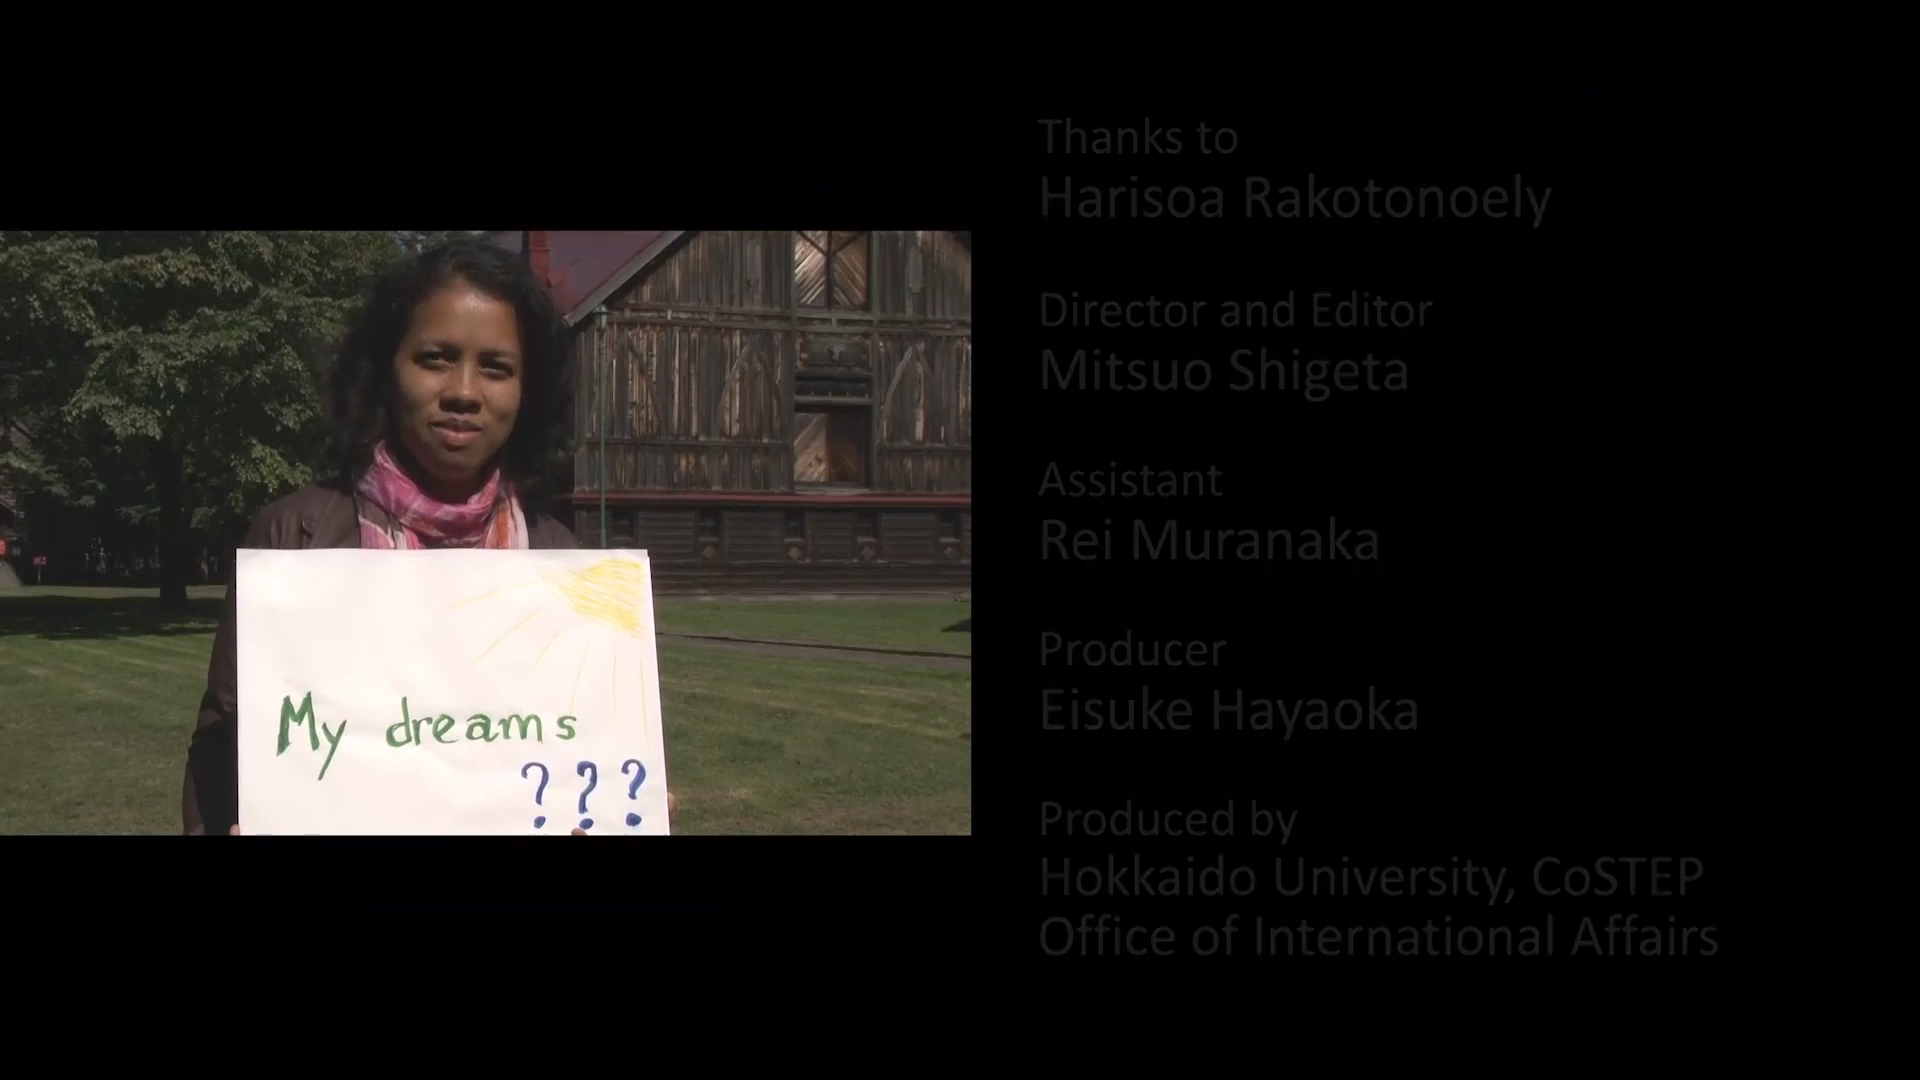 My dreams
? ? ?
Thanks to
Harisoa Rakotonoely
Director and Editor
Mitsuo Shigeta
Assistant
Rei Muranaka
Producer
Eisuke Hayaoka
Produced by
Hokkaido University, CoSTEP
Office of International Affairs